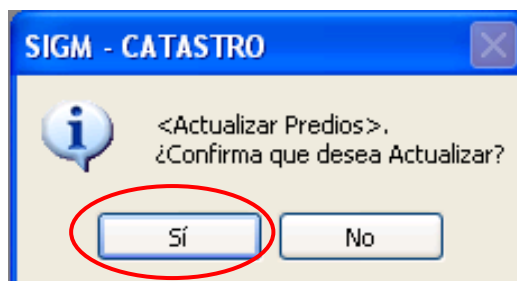 SIGM - CATASTRO
<Actualizar Predios>.
¿Confirma que desea Actualizar?
Sí
No